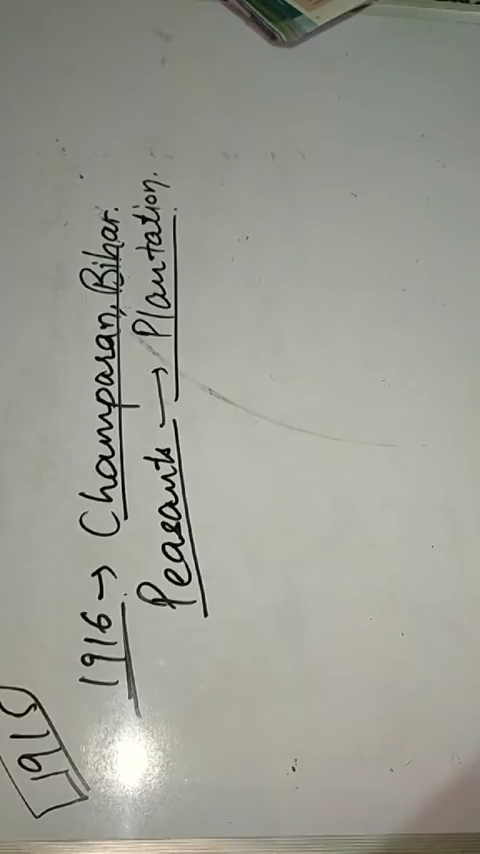 1915
1916 → Champaran, Bihar.
Peasants → Plantation.